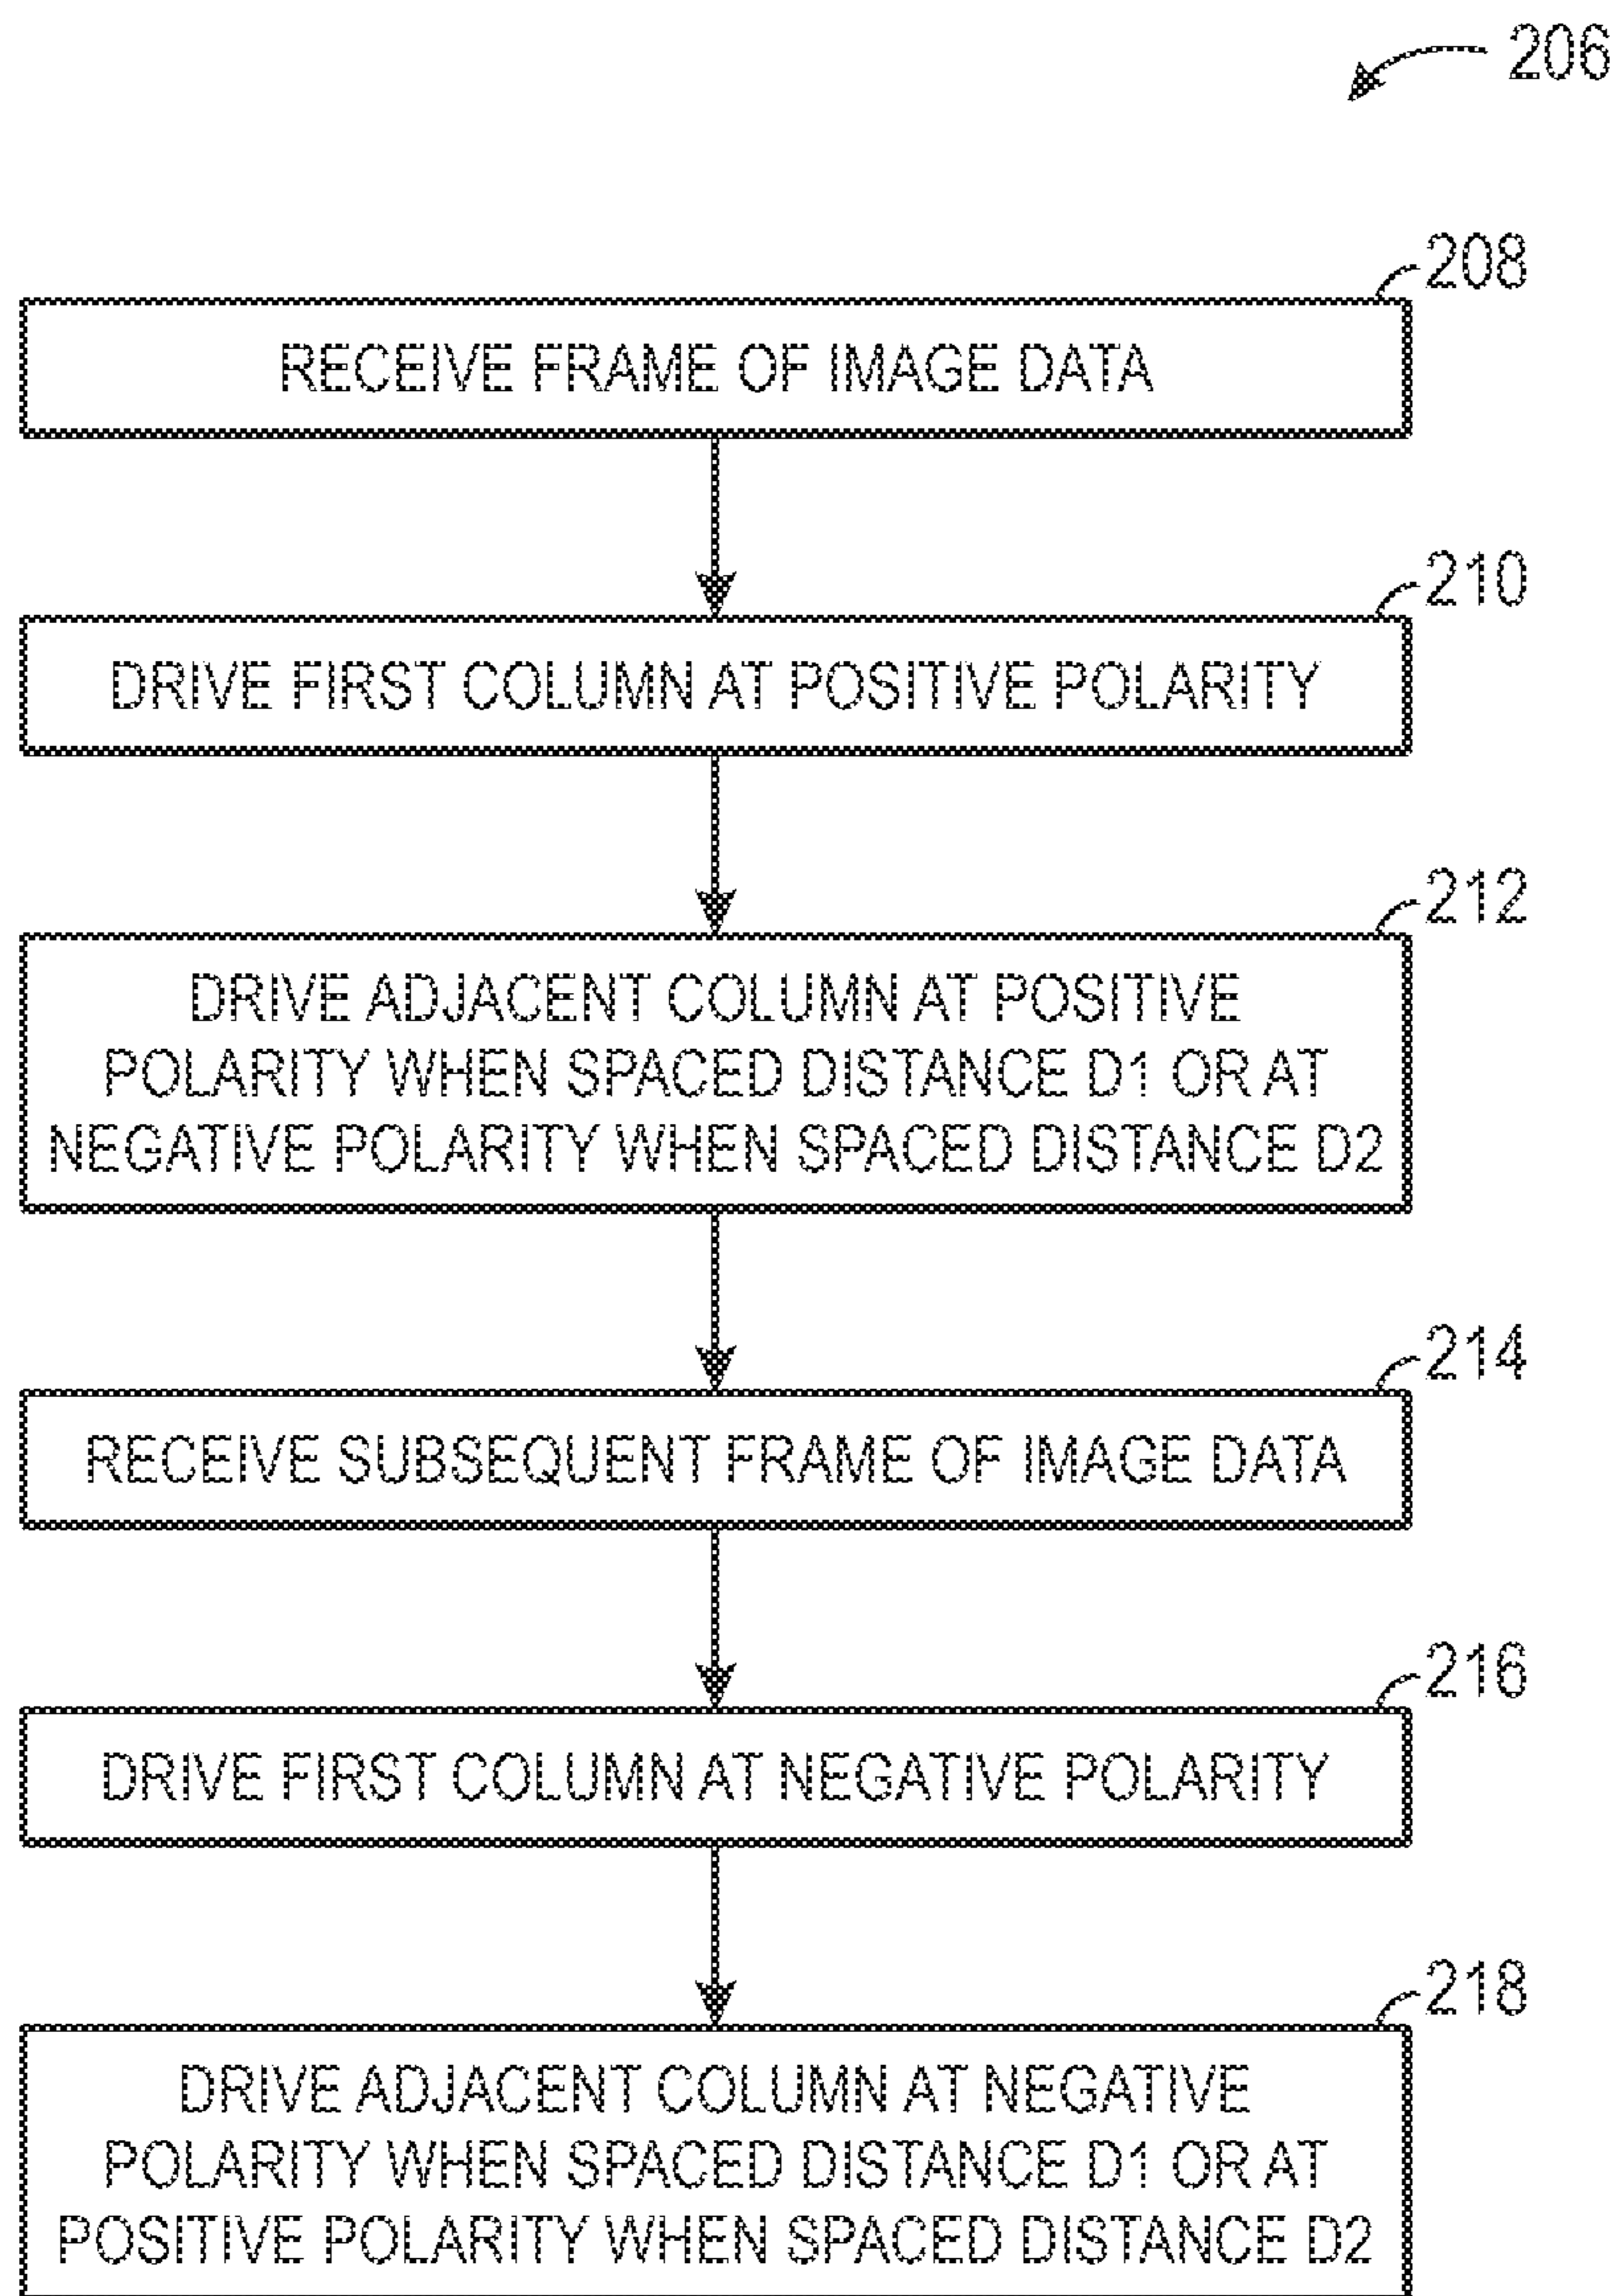 206
208
RECEIVE FRAME OF IMAGE DATA
210
DRIVE FIRST COLUMN AT POSITIVE POLARITY
212
DRIVE ADJACENT COLUMN AT POSITIVE
POLARITY WHEN SPACED DISTANCE D1 OR AT
NEGATIVE POLARITY WHEN SPACED DISTANCE D2
214
RECEIVE SUBSEQUENT FRAME OF IMAGE DATA
216
DRIVE FIRST COLUMN AT NEGATIVE POLARITY
218
DRIVE ADJACENT COLUMN AT NEGATIVE
POLARITY WHEN SPACED DISTANCE D1 OR AT
POSITIVE POLARITY WHEN SPACED DISTANCE D2